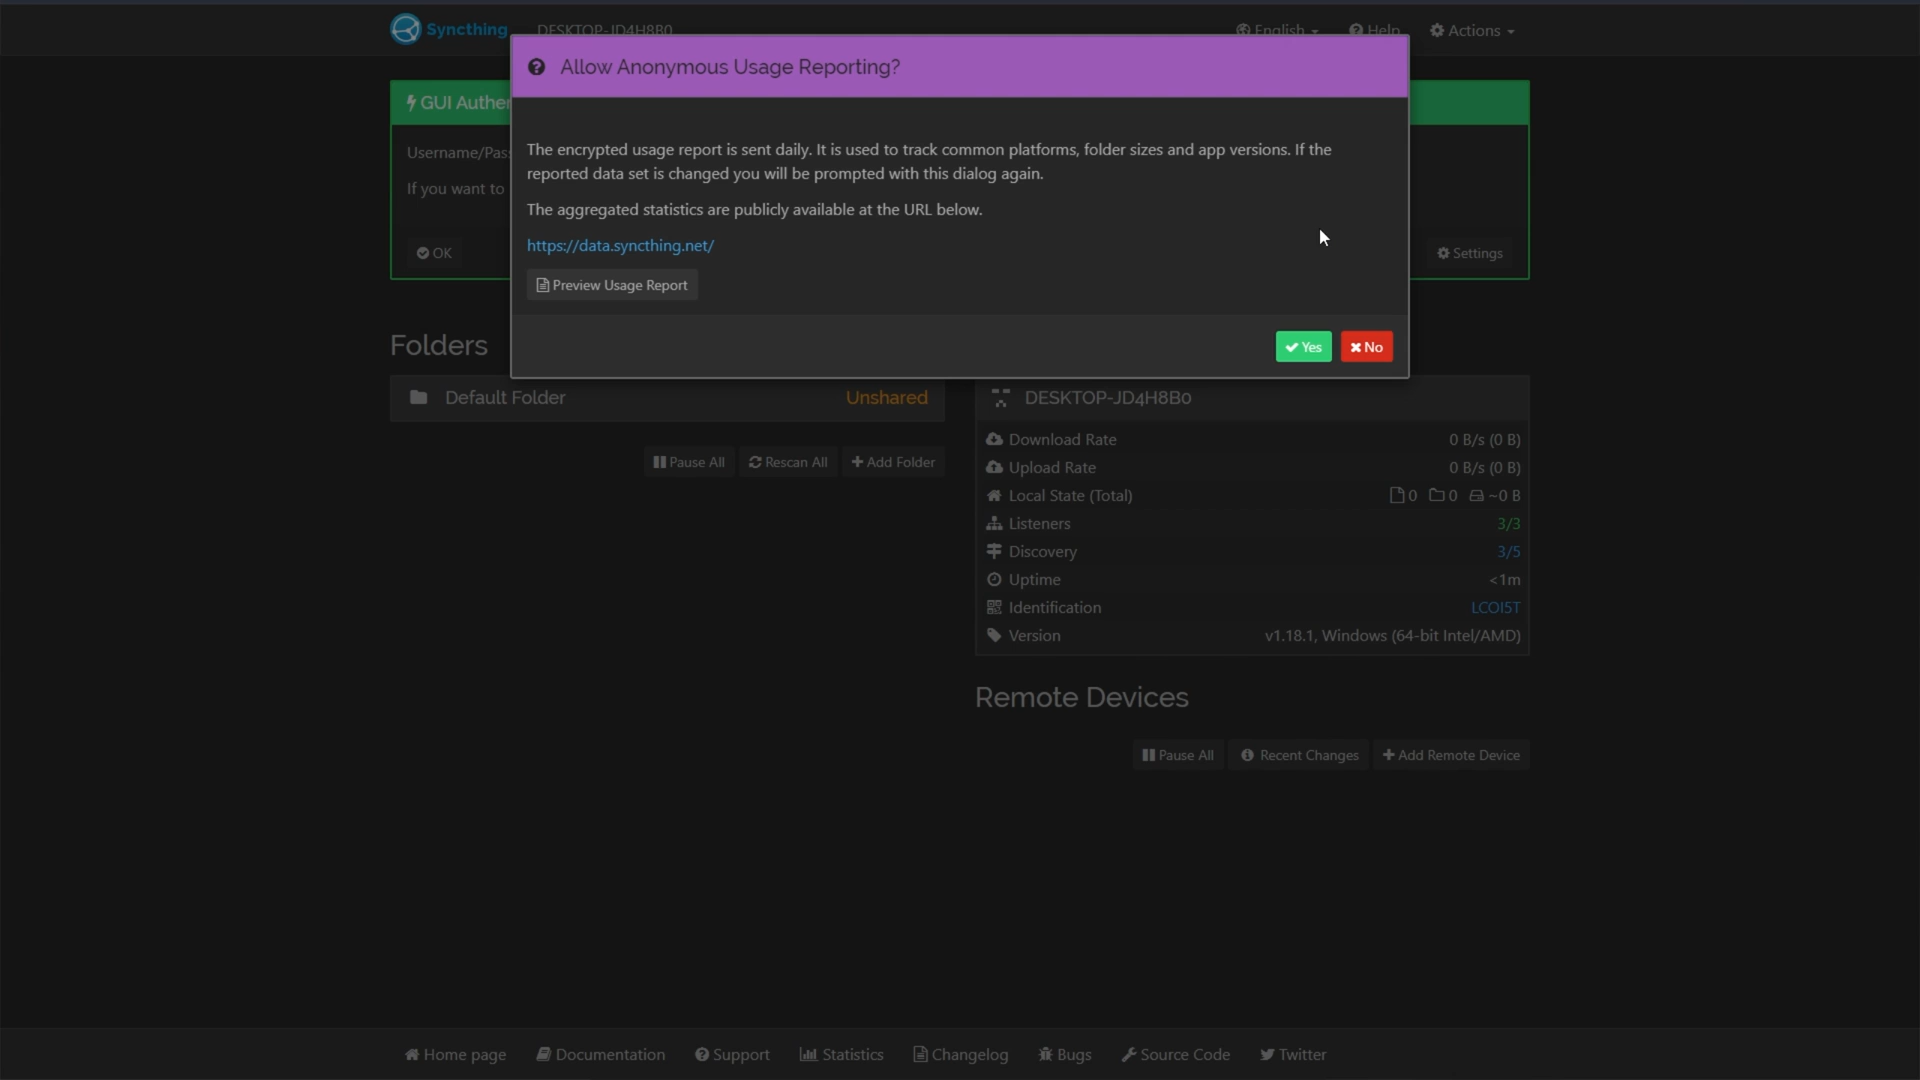 Syncthing
DESKTOP-JD4H8B0
English
Help
Actions
Allow Anonymous Usage Reporting?
GUI Authen
Username/Pass
If you want to
OK
Settings
The encrypted usage report is sent daily. It is used to track common platforms, folder sizes and app versions. If the
reported data set is changed you will be prompted with this dialog again.
The aggregated statistics are publicly available at the URL below.
https://data.syncthing.net/
Preview Usage Report
Yes
No
Folders
Default Folder
Unshared
Pause All
Rescan All
Add Folder
DESKTOP-JD4H8B0
Download Rate 0 B/s (0 B)
Upload Rate 0 B/s (0 B)
Local State (Total) 0 0 ~0 B
Listeners 3/3
Discovery 3/5
Uptime <1m
Identification LCOI5T
Version v1.18.1, Windows (64-bit Intel/AMD)
Remote Devices
Pause All
Recent Changes
Add Remote Device
Home page
Documentation
Support
Statistics
Changelog
Bugs
Source Code
Twitter